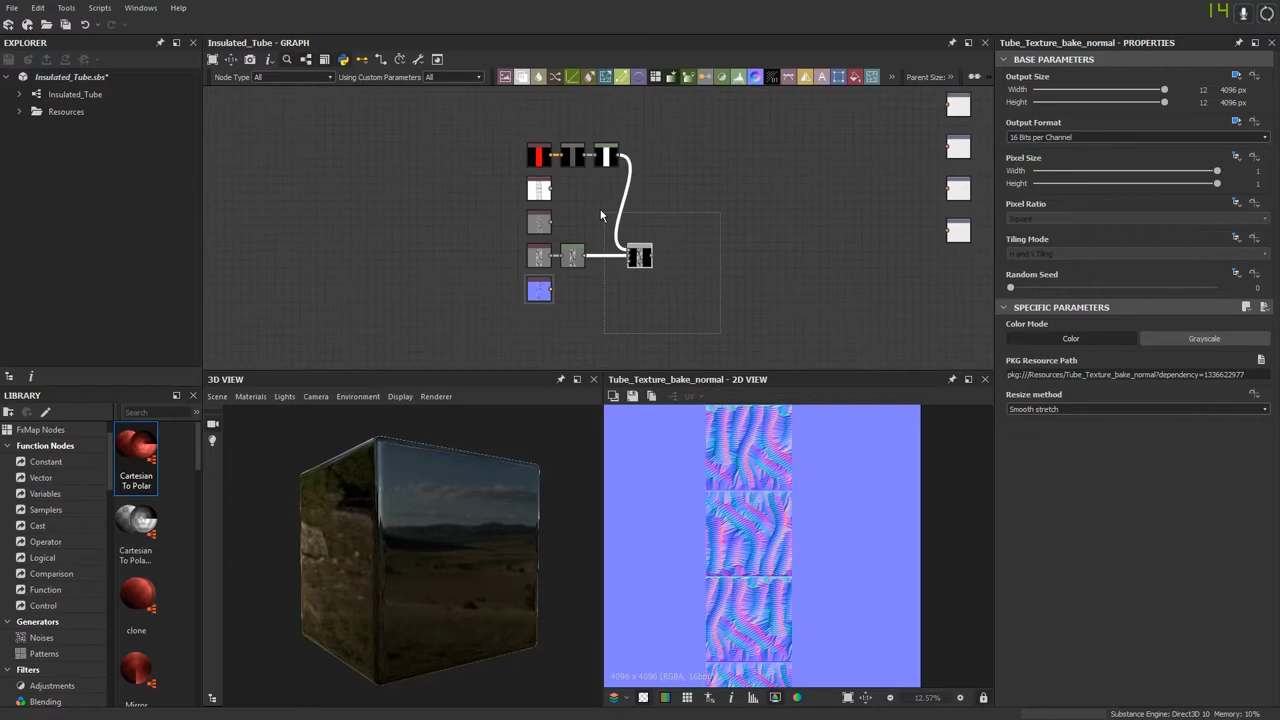 File Edit Tools Scripts Windows Help
14
EXPLORER
Insulated_Tube.sbs*
Insulated_Tube
Resources
LIBRARY
Search
FxMap Nodes
Function Nodes
Constant
Vector
Variables
Samplers
Cast
Operator
Logical
Comparison
Function
Control
Generators
Noises
Patterns
Filters
Adjustments
Blending
Cartesian
To Polar
Cartesian
To Pola...
clone
Mirror
Insulated_Tube - GRAPH
Node Type All Using Custom Parameters All Parent Size:
3D VIEW
Scene Materials Lights Camera Environment Display Renderer
Tube_Texture_bake_normal - 2D VIEW
UV
4096 x 4096 (RGBA, 16bpc)
12.57%
Tube_Texture_bake_normal - PROPERTIES
BASE PARAMETERS
Output Size
Width 12 4096 px
Height 12 4096 px
Output Format
16 Bits per Channel
Pixel Size
Width 1
Height 1
Pixel Ratio
Square
Tiling Mode
H and V Tiling
Random Seed
0
SPECIFIC PARAMETERS
Color Mode
Color Grayscale
PKG Resource Path
pkg:///Resources/Tube_Texture_bake_normal?dependency=1336622977
Resize method
Smooth stretch
Substance Engine: Direct3D 10 Memory: 10%